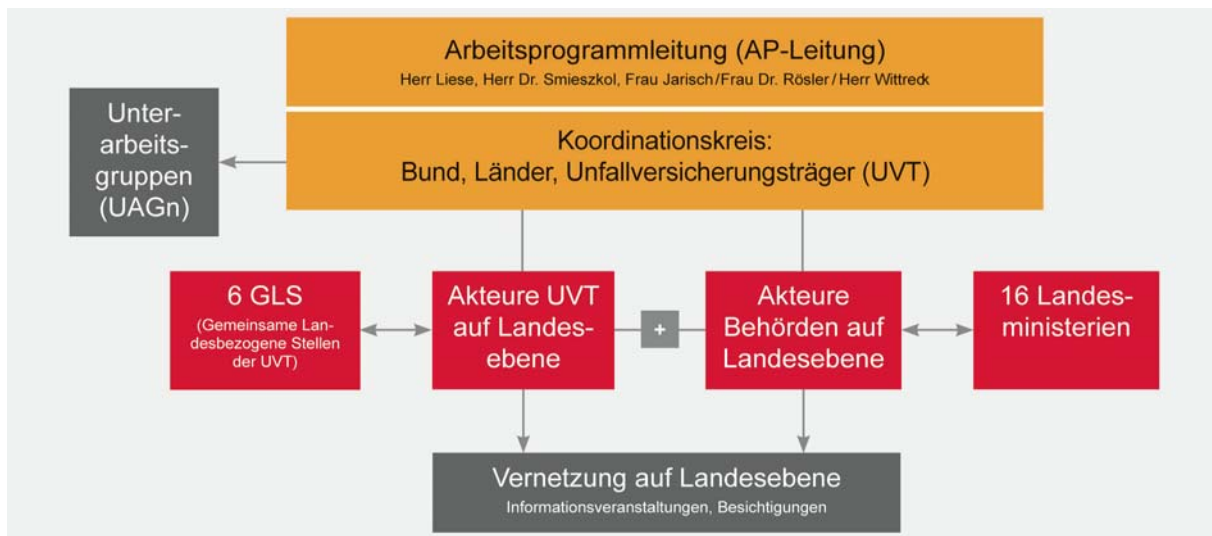 Arbeitsprogrammleitung (AP-Leitung)
Herr Liese, Herr Dr. Smieszkol, Frau Jarisch/Frau Dr. Rösler/Herr Wittreck
Unter-
arbeits-
gruppen
(UAGn)
Koordinationskreis:
Bund, Länder, Unfallversicherungsträger (UVT)
6 GLS
(Gemeinsame Lan-
desbezogene Stellen
der UVT)
Akteure UVT
auf Landes-
ebene
+
Akteure
Behörden auf
Landesebene
16 Landes-
ministerien
Vernetzung auf Landesebene
Informationsveranstaltungen, Besichtigungen